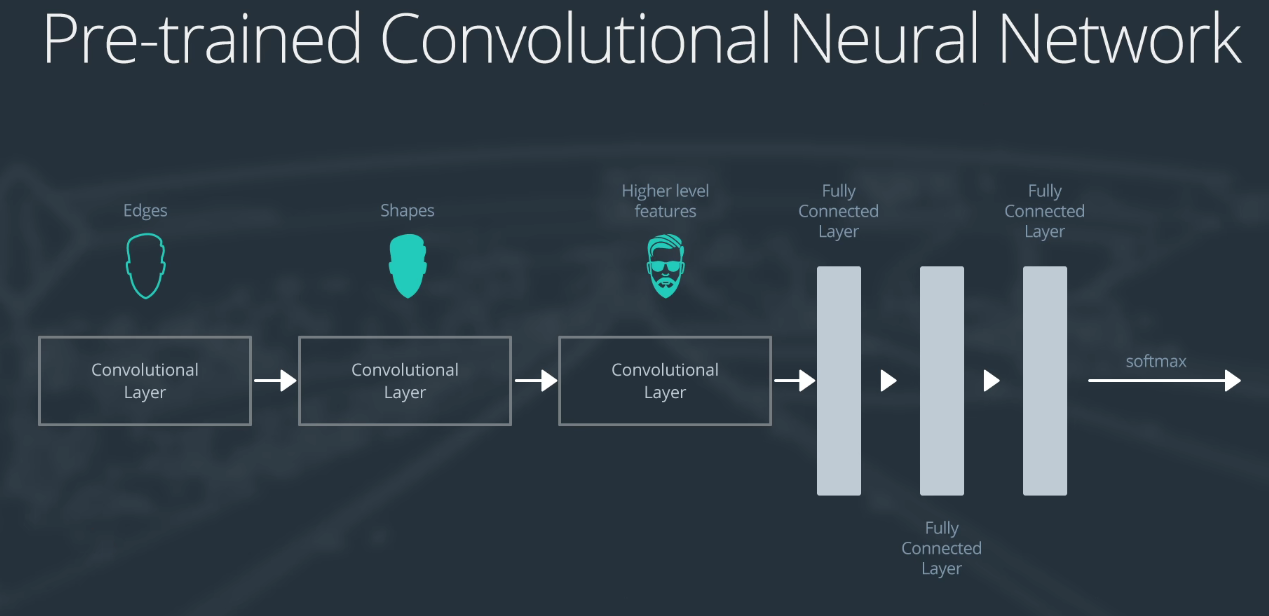 Pre-trained Convolutional Neural Network
Edges
Shapes
Higher level
features
Fully
Connected
Layer
Fully
Connected
Layer
Convolutional
Layer
Convolutional
Layer
Convolutional
Layer
softmax
Fully
Connected
Layer